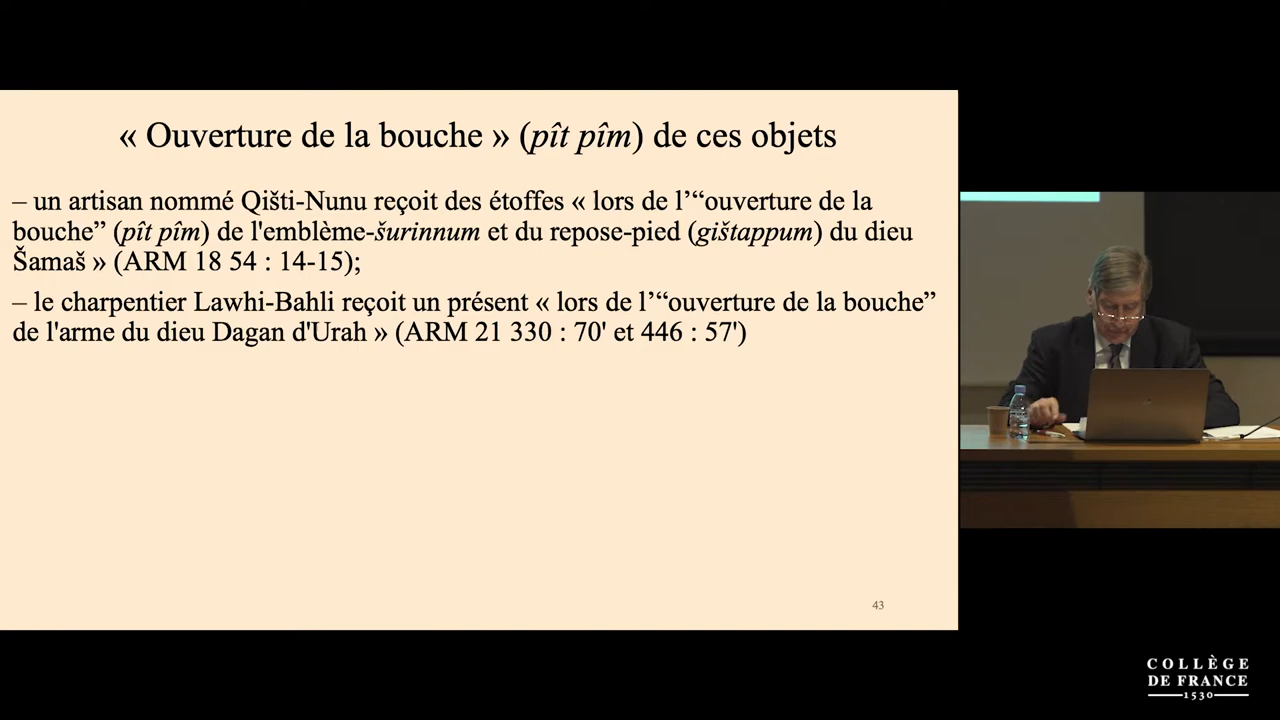 « Ouverture de la bouche » (pît pîm) de ces objets
– un artisan nommé Qišti-Nunu reçoit des étoffes « lors de l’“ouverture de la
bouche” (pît pîm) de l'emblème-šurinnum et du repose-pied (gištappum) du dieu
Šamaš » (ARM 18 54 : 14-15);
– le charpentier Lawhi-Bahli reçoit un présent « lors de l’“ouverture de la bouche”
de l'arme du dieu Dagan d'Urah » (ARM 21 330 : 70' et 446 : 57')
43
COLLÈGE
DE FRANCE
1530